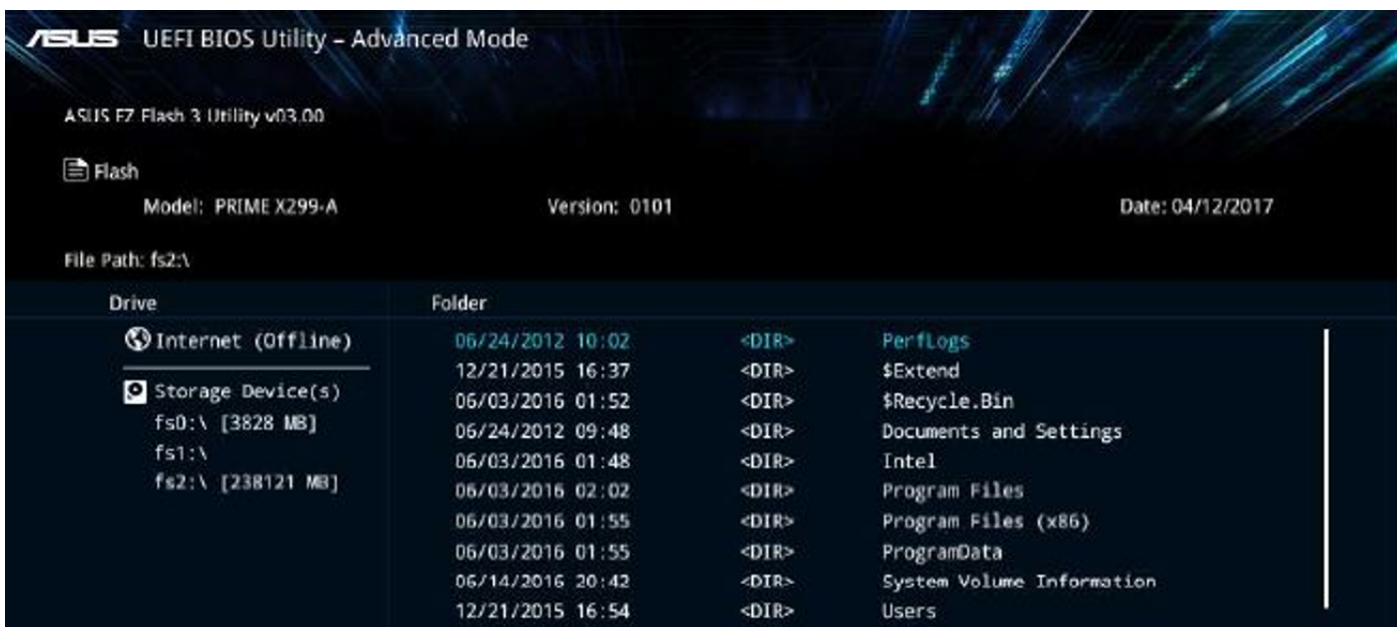 ASUS UEFI BIOS Utility – Advanced Mode
ASUS EZ Flash 3 Utility v03.00
Flash
Model: PRIME X299-A Version: 0101 Date: 04/12/2017
File Path: fs2:\
Drive Folder
Internet (Offline) 06/24/2012 10:02 <DIR> PerfLogs
12/21/2015 16:37 <DIR> $Extend
Storage Device(s) 06/03/2016 01:52 <DIR> $Recycle.Bin
fs0:\ [3828 MB] 06/24/2012 09:48 <DIR> Documents and Settings
fs1:\ 06/03/2016 01:48 <DIR> Intel
fs2:\ [238121 MB] 06/03/2016 02:02 <DIR> Program Files
06/03/2016 01:55 <DIR> Program Files (x86)
06/03/2016 01:55 <DIR> ProgramData
06/14/2016 20:42 <DIR> System Volume Information
12/21/2015 16:54 <DIR> Users